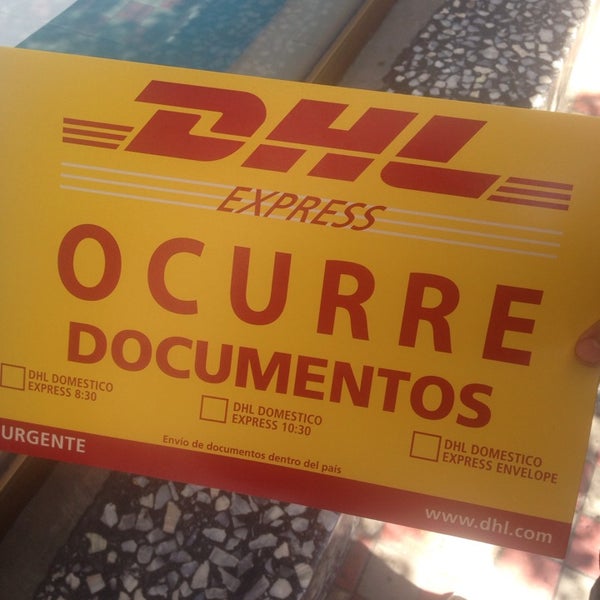 DHL
EXPRESS
OCURRE
DOCUMENTOS
DHL DOMESTICO
EXPRESS 8:30
DHL DOMESTICO
EXPRESS 10:30
DHL DOMESTICO
EXPRESS ENVELOPE
URGENTE
Envío de documentos dentro del país
www.dhl.com